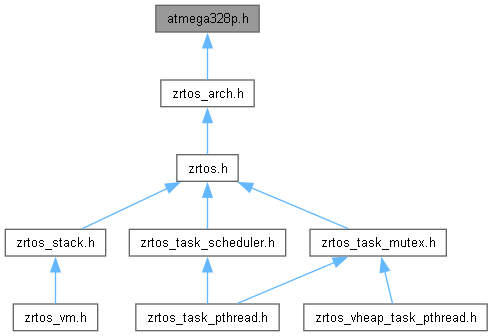 atmega328p.h
zrtos_arch.h
zrtos.h
zrtos_stack.h
zrtos_task_scheduler.h
zrtos_task_mutex.h
zrtos_vm.h
zrtos_task_pthread.h
zrtos_vheap_task_pthread.h